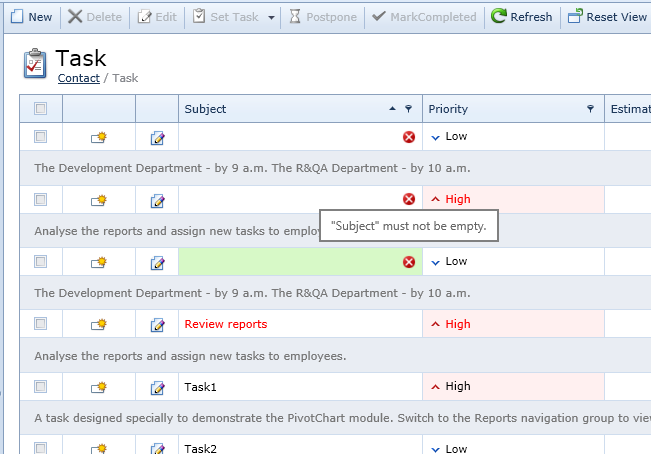 New Delete Edit Set Task Postpone MarkCompleted Refresh Reset View
Task
Contact / Task
Subject Priority Estimat
Low
The Development Department - by 9 a.m. The R&QA Department - by 10 a.m.
High
Analyse the reports and assign new tasks to employ
"Subject" must not be empty.
Low
The Development Department - by 9 a.m. The R&QA Department - by 10 a.m.
Review reports High
Analyse the reports and assign new tasks to employees.
Task1 High
A task designed specially to demonstrate the PivotChart module. Switch to the Reports navigation group to view
Task2 Low